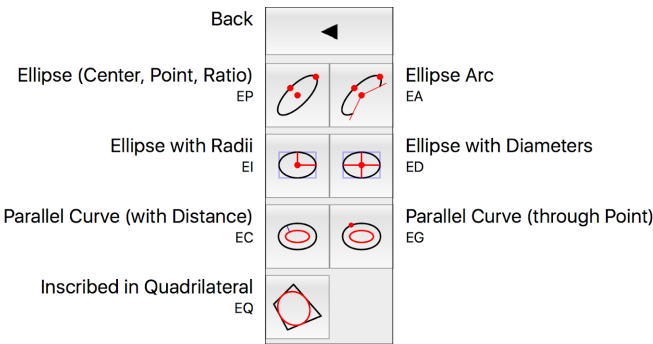 Back
Ellipse (Center, Point, Ratio)
EP
Ellipse Arc
EA
Ellipse with Radii
EI
Ellipse with Diameters
ED
Parallel Curve (with Distance)
EC
Parallel Curve (through Point)
EG
Inscribed in Quadrilateral
EQ